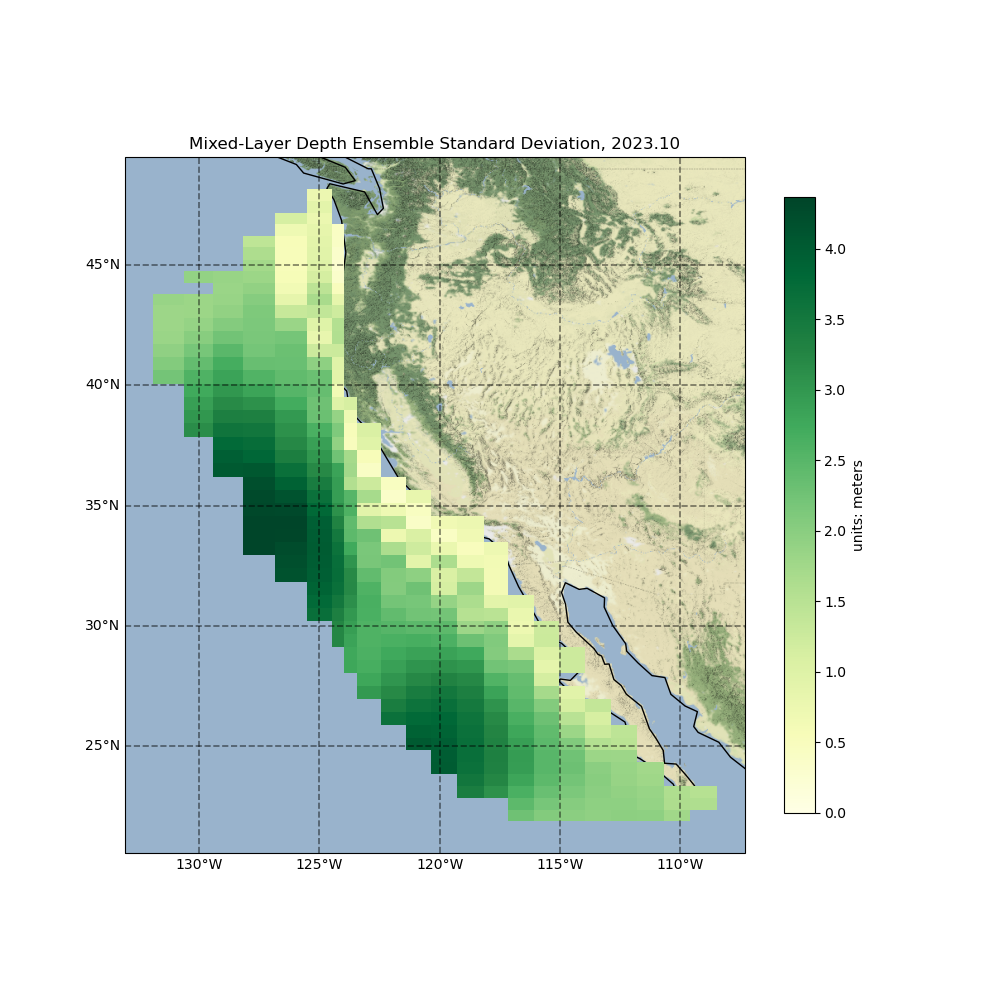 Mixed-Layer Depth Ensemble Standard Deviation, 2023.10
45°N
40°N
35°N
30°N
25°N
130°W
125°W
120°W
115°W
110°W
4.0
3.5
3.0
2.5
2.0
1.5
1.0
0.5
0.0
units: meters